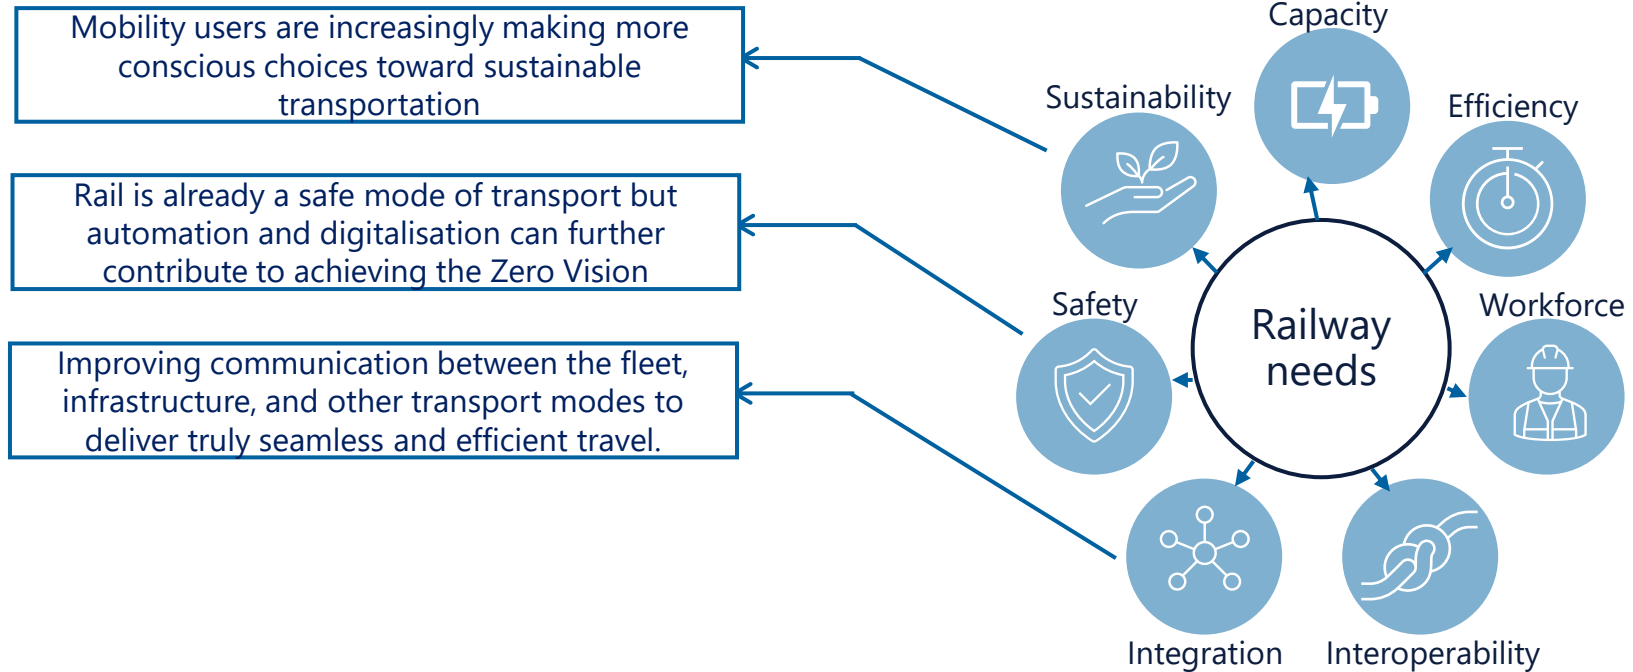 Mobility users are increasingly making more
conscious choices toward sustainable
transportation
Rail is already a safe mode of transport but
automation and digitalisation can further
contribute to achieving the Zero Vision
Improving communication between the fleet,
infrastructure, and other transport modes to
deliver truly seamless and efficient travel.
Capacity
Sustainability
Efficiency
Safety
Workforce
Railway
needs
Integration
Interoperability